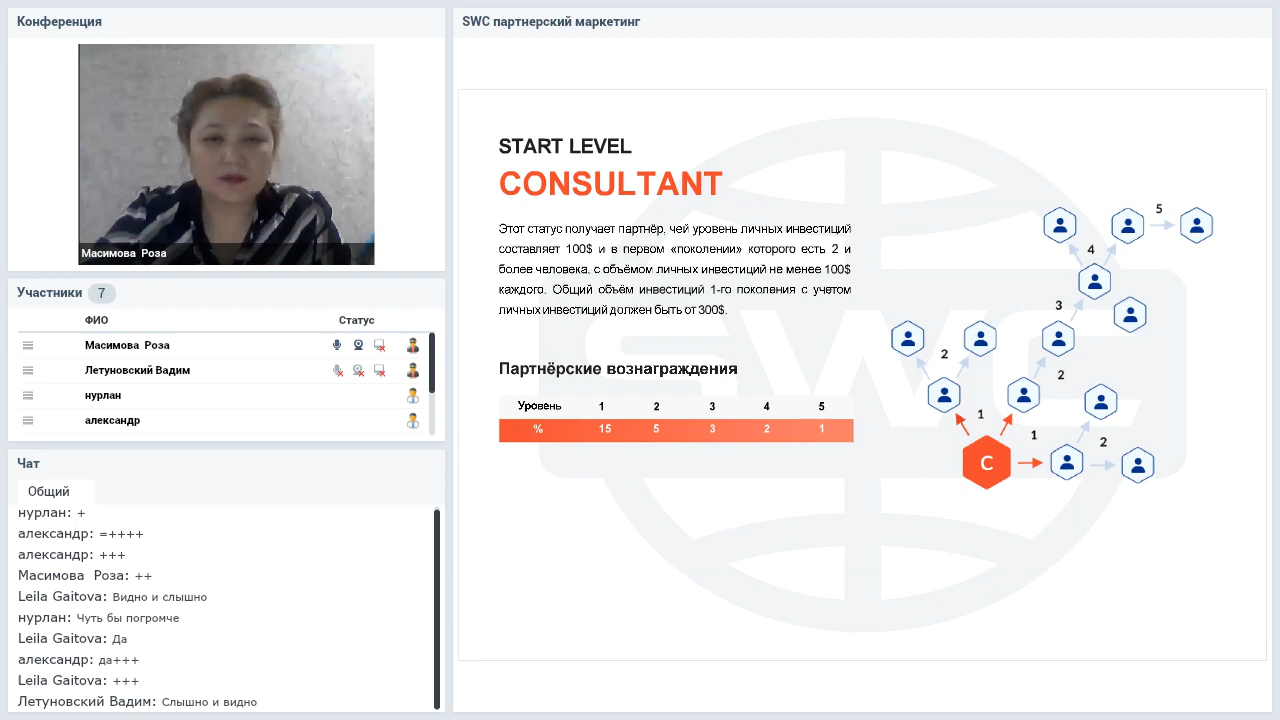 Конференция
Масимова Роза
Участники 7
ФИО Статус
Масимова Роза
Летуновский Вадим
нурлан
александр
Чат
Общий
нурлан: +
александр: =++++
александр: +++
Масимова Роза: ++
Leila Gaitova: Видно и слышно
нурлан: Чуть бы погромче
Leila Gaitova: Да
александр: да+++
Leila Gaitova: +++
Летуновский Вадим: Слышно и видно
SWC партнерский маркетинг
START LEVEL
CONSULTANT
Этот статус получает партнёр, чей уровень личных инвестиций
составляет 100$ и в первом «поколении» которого есть 2 и
более человека, с объёмом личных инвестиций не менее 100$
каждого. Общий объём инвестиций 1-го поколения с учетом
личных инвестиций должен быть от 300$.
Партнёрские вознаграждения
Уровень 1 2 3 4 5
% 15 5 3 2 1
5
4
3
2
2
1
1
2
C
SWC